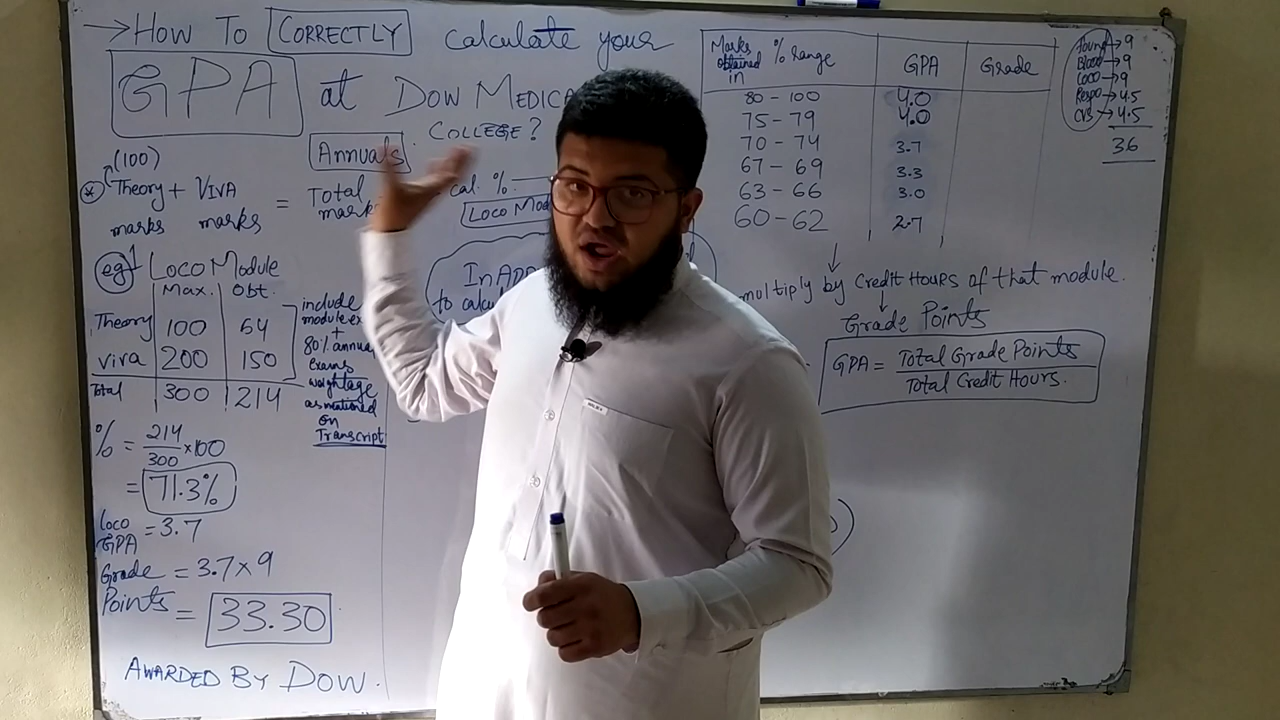 → HOW TO CORRECTLY calculate your
GPA at DOW MEDICA
COLLEGE?
Annuals
(100)
* Theory + VIVA = Total
marks marks mark
cal. %
Loco Mod
eg LOCO Module
Max. Obt.
Theory 100 64
viva 200 150
Total 300 214
include
module ex
+
80% annua
exams
weightage
as mentioned
on
Transcript
% = 214/300 × 100
= 71.3%
Loco GPA = 3.7
Grade Points = 3.7 × 9
= 33.30
AWARDED BY DOW.
In ADD
to calcu
Marks obtained in % range GPA Grade
80 - 100 4.0
75 - 79 4.0
70 - 74 3.7
67 - 69 3.3
63 - 66 3.0
60 - 62 2.7
↓
multiply by Credit Hours of that module.
↓
Grade Points
GPA = Total Grade Points / Total Credit Hours.
Found → 9
Blood → 9
Loco → 9
Respo → 4.5
CVS → 4.5
36